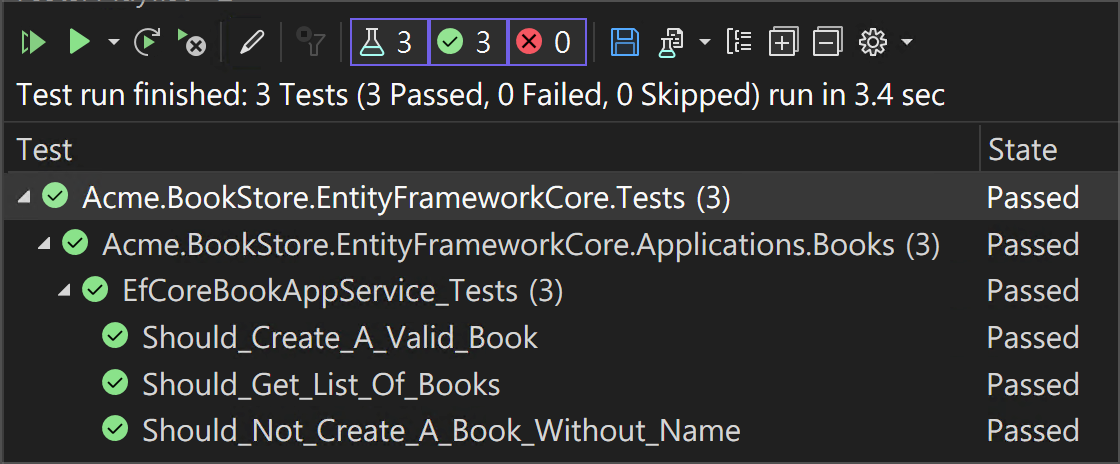 3 3 0
Test run finished: 3 Tests (3 Passed, 0 Failed, 0 Skipped) run in 3.4 sec
Test State
Acme.BookStore.EntityFrameworkCore.Tests (3) Passed
Acme.BookStore.EntityFrameworkCore.Applications.Books (3) Passed
EfCoreBookAppService_Tests (3) Passed
Should_Create_A_Valid_Book Passed
Should_Get_List_Of_Books Passed
Should_Not_Create_A_Book_Without_Name Passed